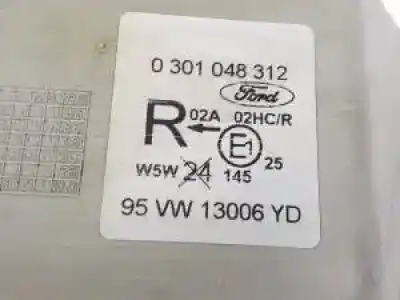 0 301 048 312
Ford
R 02A 02HC/R
E1 25
W5W 24 145
95 VW 13006 YD